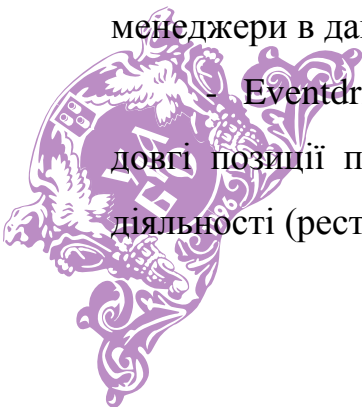 менеджери в да
- Eventdr
довгі позиції п
діяльності (рест